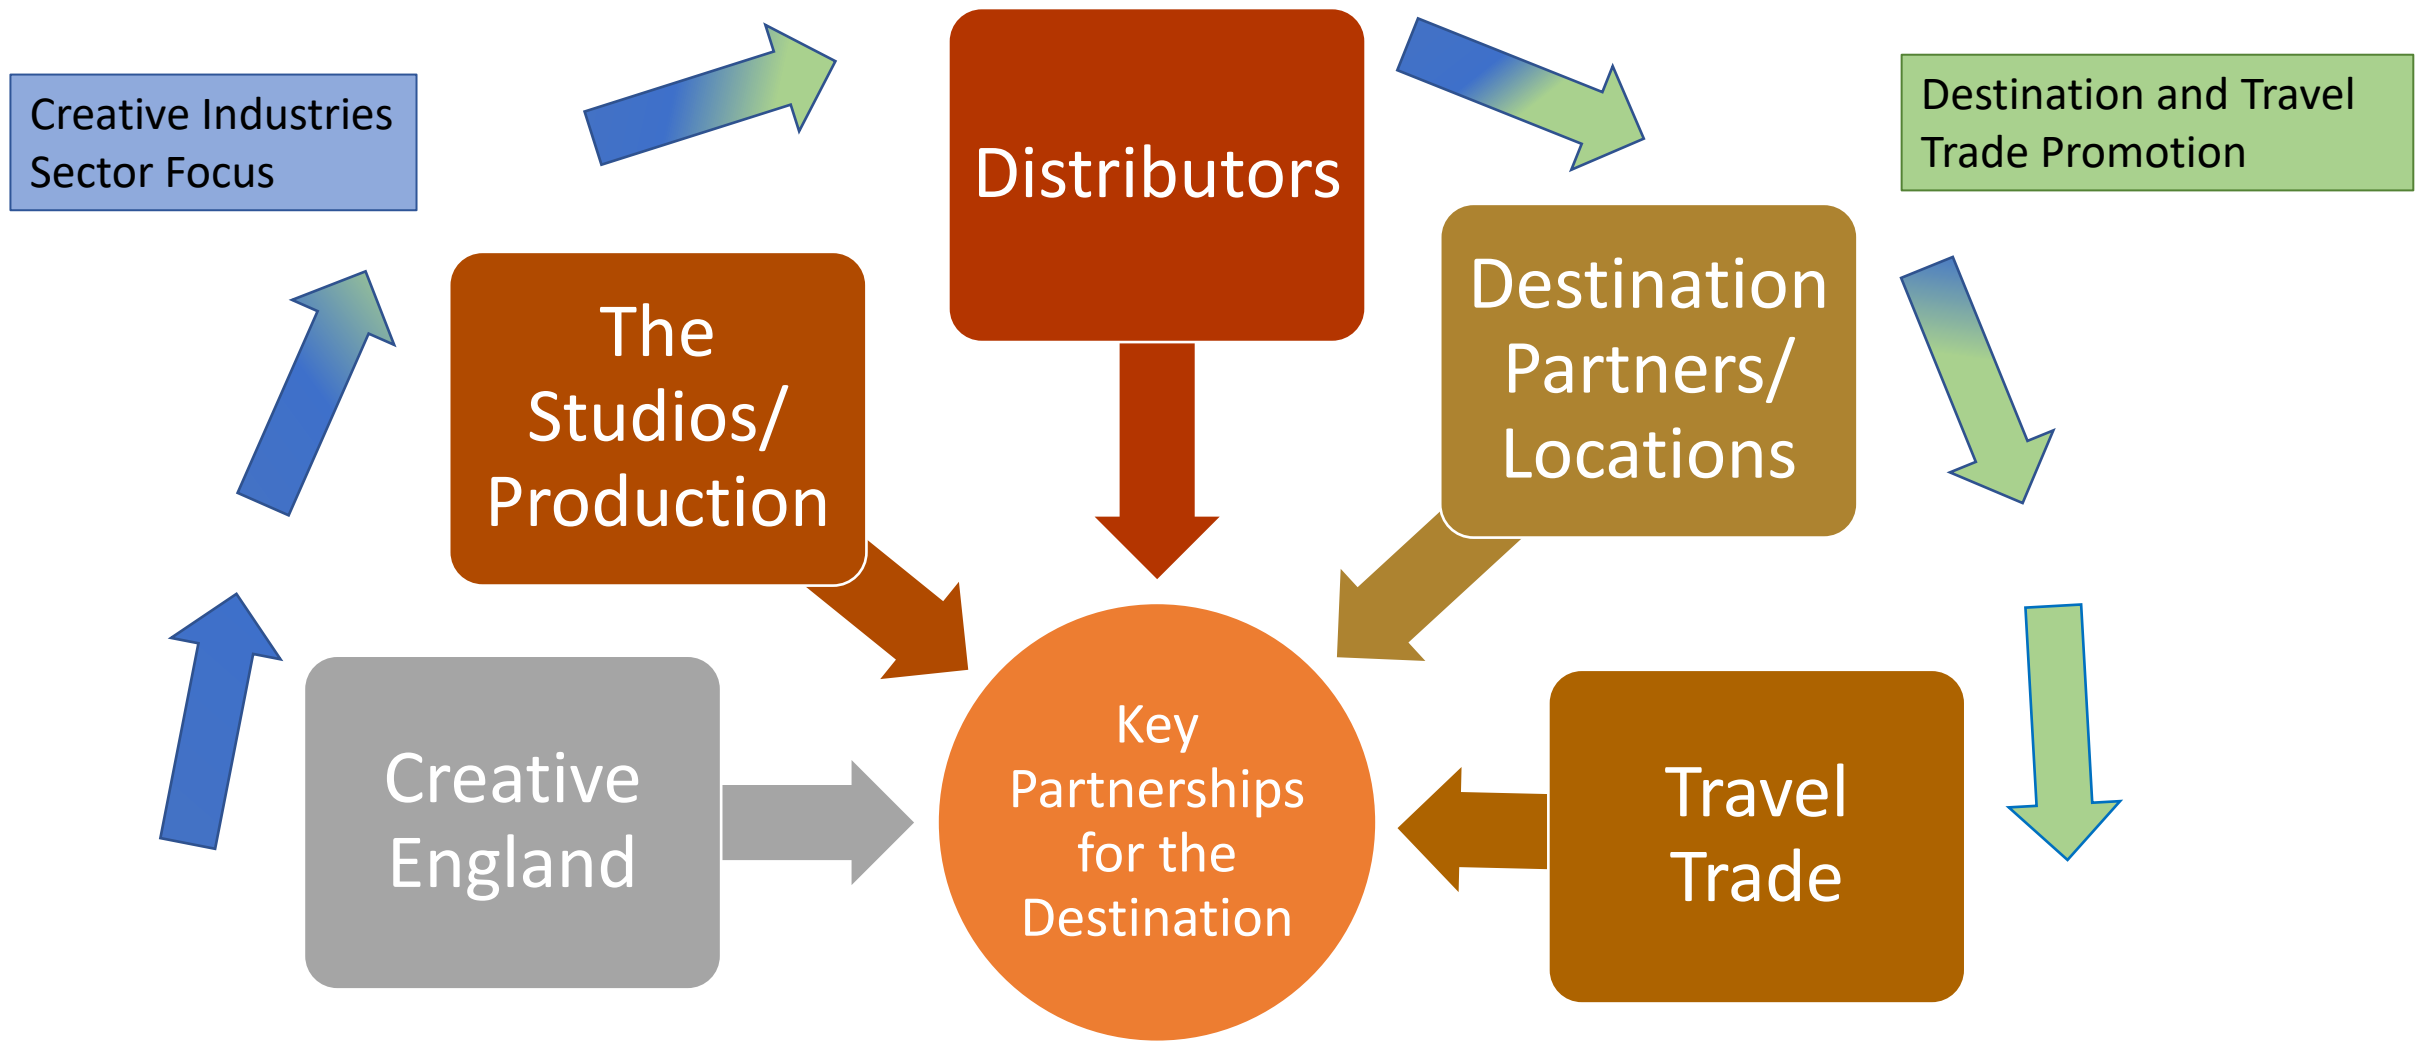 Creative Industries
Sector Focus
Distributors
Destination and Travel
Trade Promotion
The
Studios/
Production
Destination
Partners/
Locations
Creative
England
Key
Partnerships
for the
Destination
Travel
Trade